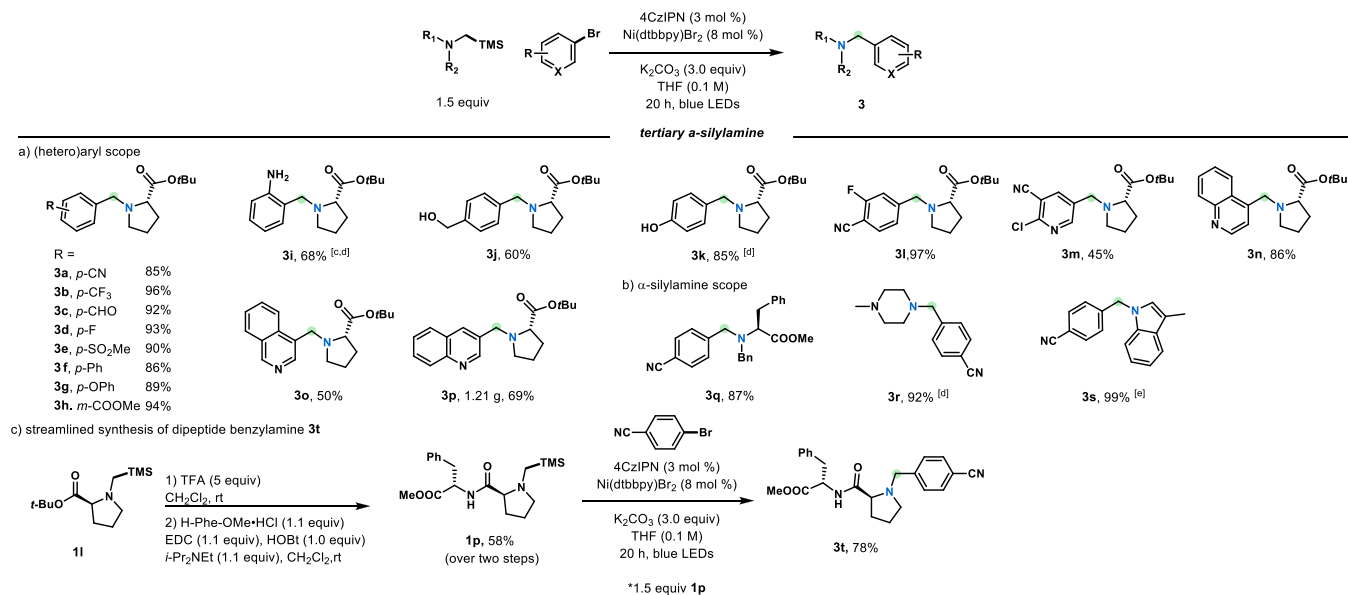 4CzIPN (3 mol %)
Ni(dtbbpy)Br2 (8 mol %)
R1 N TMS
R2
R Br
X
K2CO3 (3.0 equiv)
THF (0.1 M)
20 h, blue LEDs
1.5 equiv
R1 N
R2
R
X
3
tertiary a-silylamine
a) (hetero)aryl scope
R
N
O
OtBu
R =
3a, p-CN 85%
3b, p-CF3 96%
3c, p-CHO 92%
3d, p-F 93%
3e, p-SO2Me 90%
3f, p-Ph 86%
3g, p-OPh 89%
3h. m-COOMe 94%
NH2
N
O
OtBu
3i, 68% [c,d]
HO
N
O
OtBu
3j, 60%
HO
N
O
OtBu
3k, 85% [d]
F
NC
N
O
OtBu
3l,97%
CN
Cl
N
N
O
OtBu
3m, 45%
N
N
O
OtBu
3n, 86%
N
N
O
OtBu
3o, 50%
N
N
O
OtBu
3p, 1.21 g, 69%
b) α-silylamine scope
Ph
N
COOMe
Bn
NC
3q, 87%
N
N
CN
3r, 92% [d]
NC
N
3s, 99% [e]
c) streamlined synthesis of dipeptide benzylamine 3t
O
t-BuO
N
TMS
1l
1) TFA (5 equiv)
CH2Cl2, rt
2) H-Phe-OMe•HCl (1.1 equiv)
EDC (1.1 equiv), HOBt (1.0 equiv)
i-Pr2NEt (1.1 equiv), CH2Cl2,rt
Ph
MeOOC
N
H
O
N
TMS
1p, 58%
(over two steps)
NC Br
4CzIPN (3 mol %)
Ni(dtbbpy)Br2 (8 mol %)
K2CO3 (3.0 equiv)
THF (0.1 M)
20 h, blue LEDs
*1.5 equiv 1p
Ph
MeOOC
N
H
O
N
CN
3t, 78%